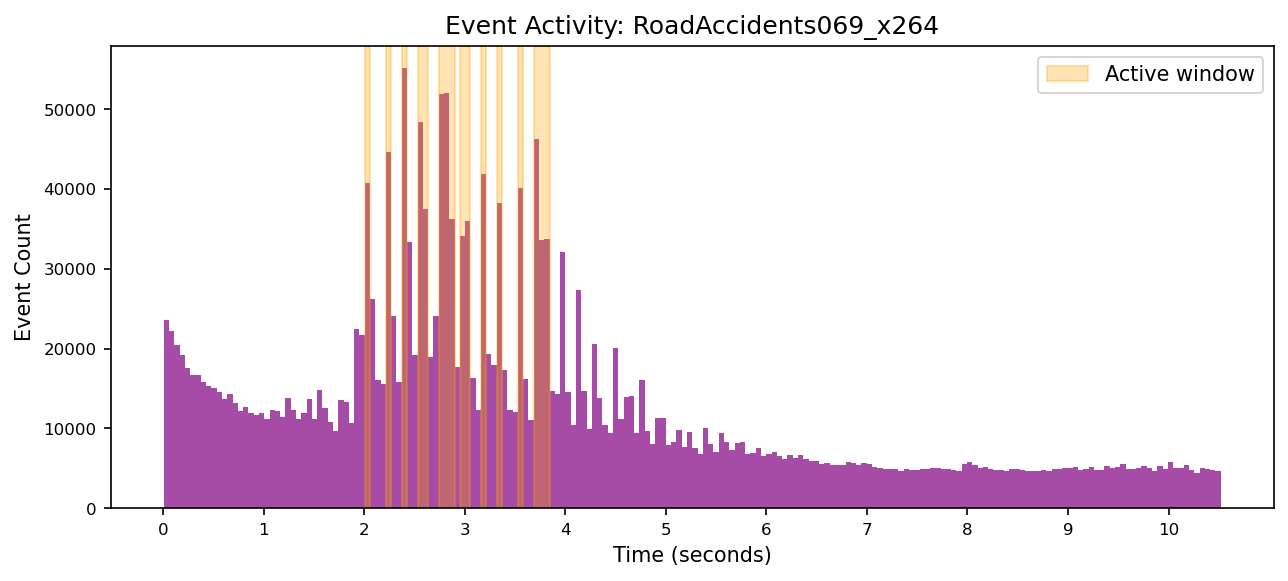 Event Activity: RoadAccidents069_x264
Active window
Event Count
50000
40000
30000
20000
10000
0
0 1 2 3 4 5 6 7 8 9 10
Time (seconds)